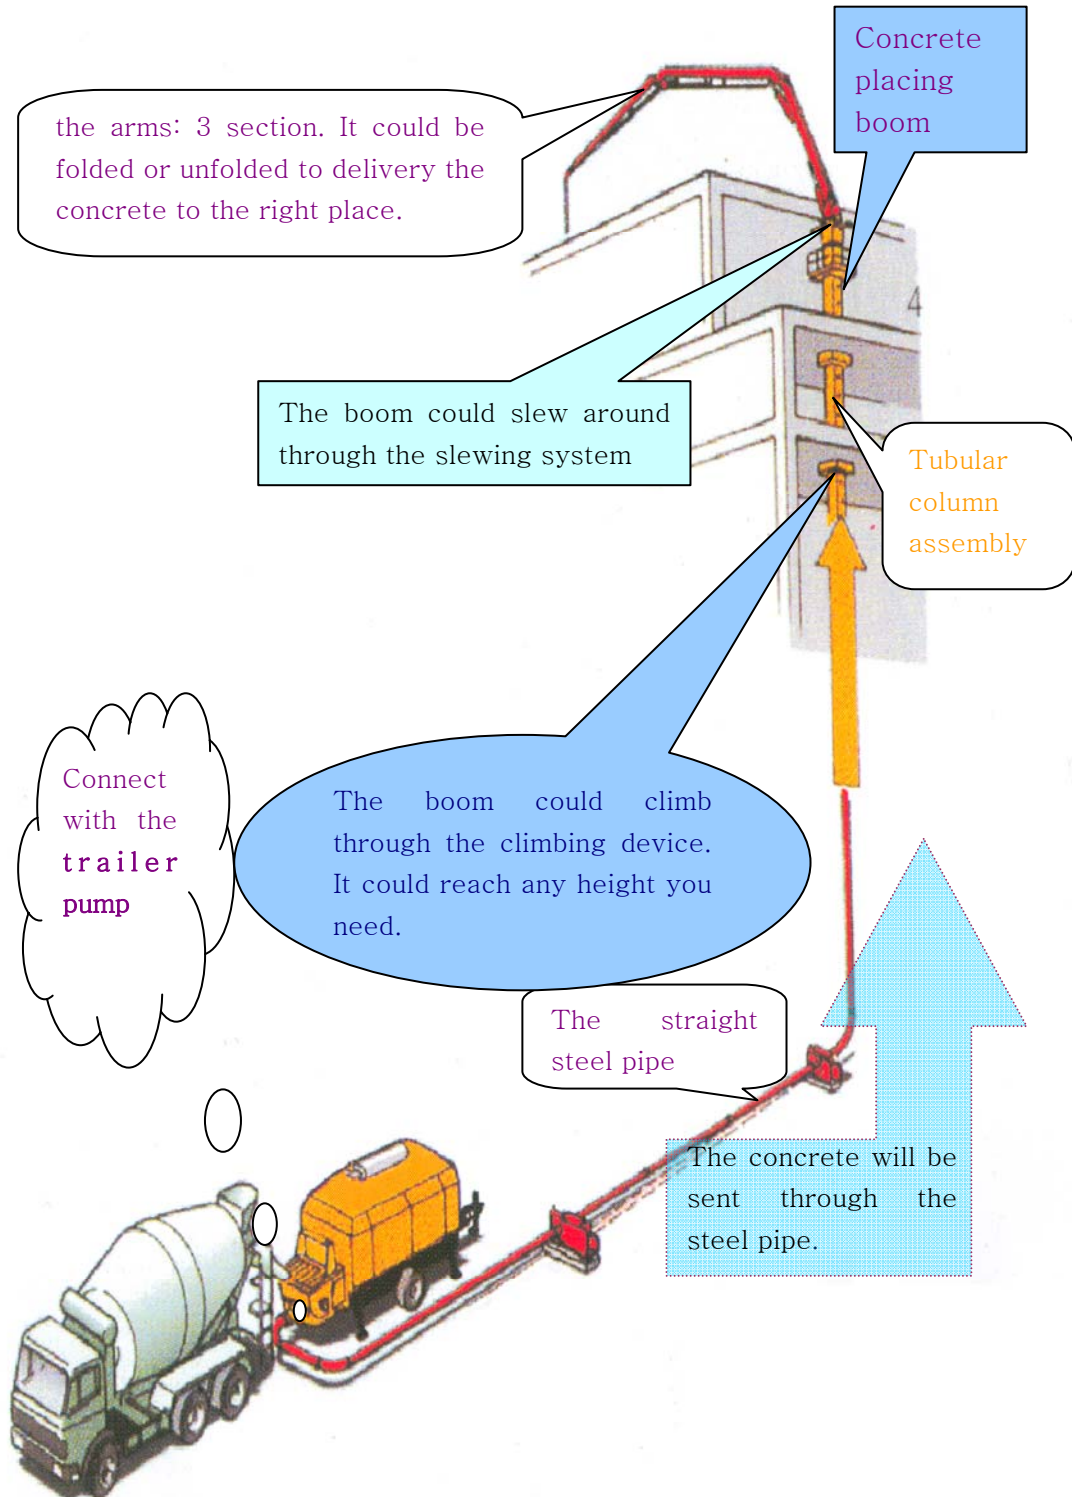 Concrete
placing
boom
the arms: 3 section. It could be
folded or unfolded to delivery the
concrete to the right place.
4
The boom could slew around
through the slewing system
Tubular
column
assembly
Connect
with the
trailer
pump
The boom could climb
through the climbing device.
It could reach any height you
need.
The straight
steel pipe
The concrete will be
sent through the
steel pipe.